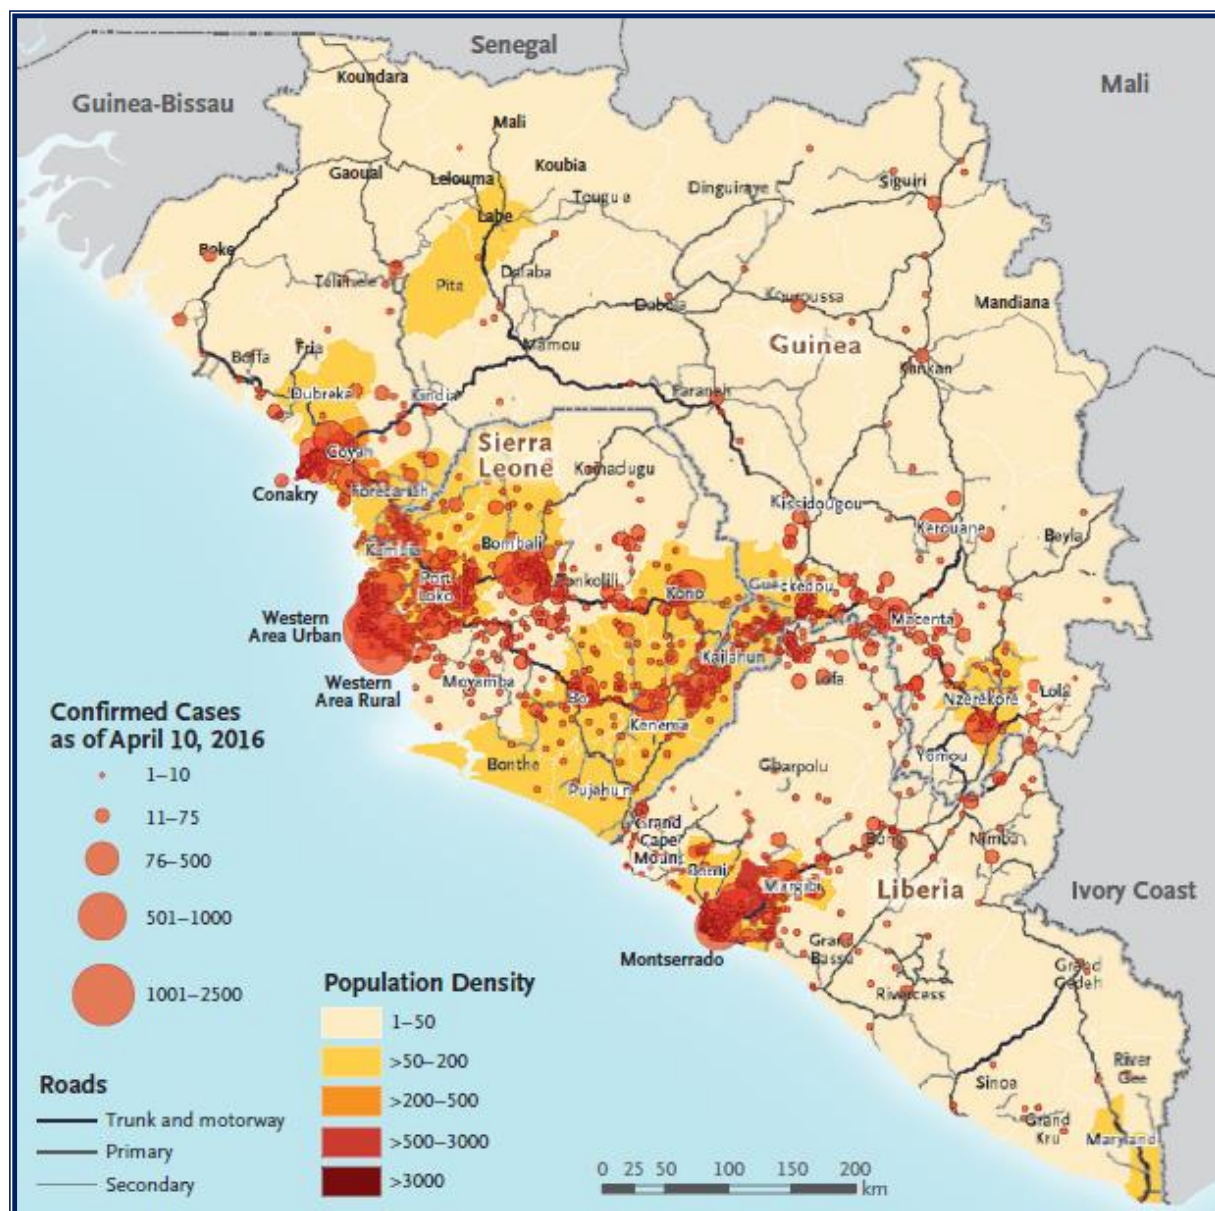 Senegal
Mali
Guinea-Bissau
Koundara
Mali
Koubia
Gaoual
Lelouma
Tougue
Dinguiraye
Siguiri
Labe
Boke
Telimele
Pita
Dalaba
Dabola
Kouroussa
Mandiana
Guinea
Boffa
Fria
Mamou
Kankan
Dubreka
Kindia
Faranah
Coyah
Sierra
Leone
Koinadugu
Conakry
Forecariah
Kissidougou
Kerouane
Beyla
Kambia
Bombali
Port
Loko
Tonkolili
Kono
Gueckedou
Western
Area Urban
Macenta
Kailahun
Western
Area Rural
Moyamba
Bo
Lofa
Nzerekore
Lola
Kenema
Yomou
Bonthe
Pujehun
Gbarpolu
Grand
Cape
Mount
Bomi
Bong
Nimba
Margibi
Liberia
Ivory Coast
Montserrado
Grand
Bassa
Rivercess
Grand
Gedeh
River
Gee
Sinoe
Grand
Kru
Maryland
Confirmed Cases
as of April 10, 2016
1–10
11–75
76–500
501–1000
1001–2500
Roads
Trunk and motorway
Primary
Secondary
Population Density
1–50
>50–200
>200–500
>500–3000
>3000
0 25 50 100 150 200
km